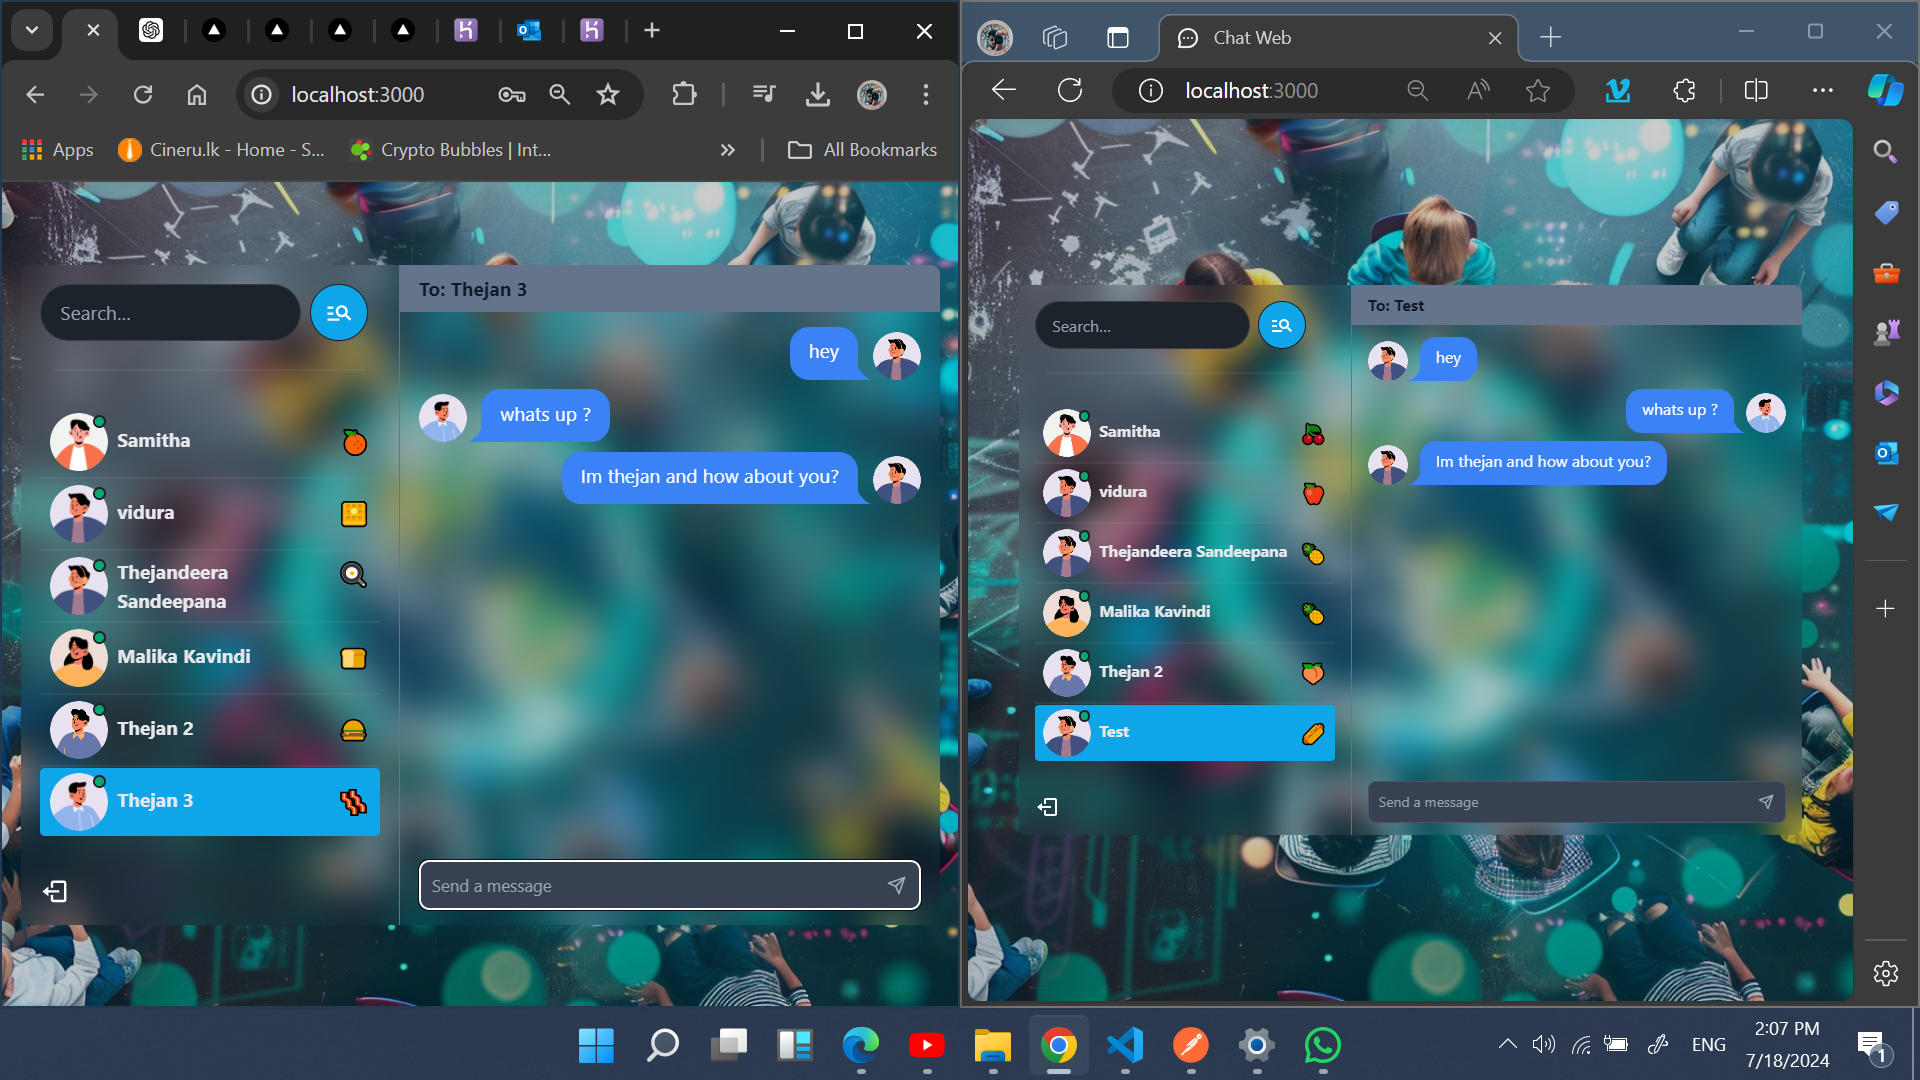 localhost:3000
Apps
Cineru.lk - Home - S...
Crypto Bubbles | Int...
All Bookmarks
Search...
To: Thejan 3
hey
whats up ?
Im thejan and how about you?
Samitha
vidura
Thejandeera
Sandeepana
Malika Kavindi
Thejan 2
Thejan 3
Send a message
Chat Web
localhost:3000
Search...
To: Test
hey
whats up ?
Im thejan and how about you?
Samitha
vidura
Thejandeera Sandeepana
Malika Kavindi
Thejan 2
Test
Send a message
ENG
2:07 PM
7/18/2024
1